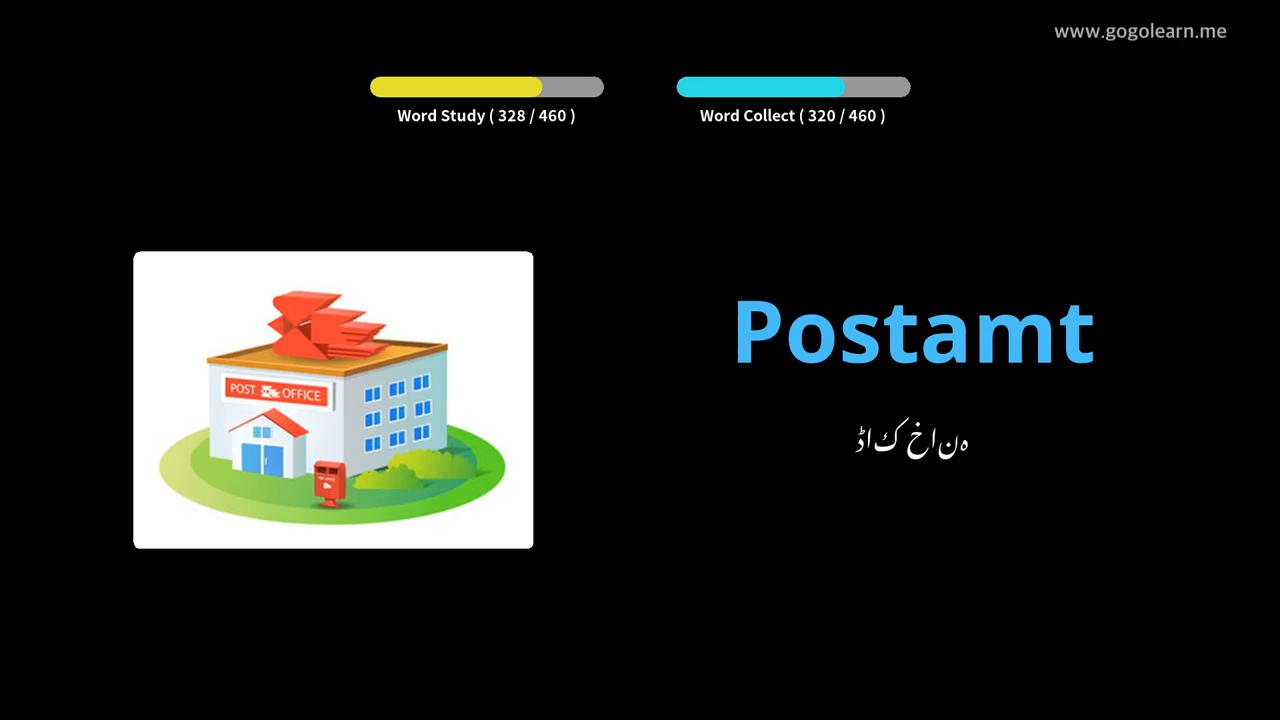 www.gogolearn.me
Word Study ( 328 / 460 )
Word Collect ( 320 / 460 )
POST OFFICE
Postamt
ڈاک خانہ